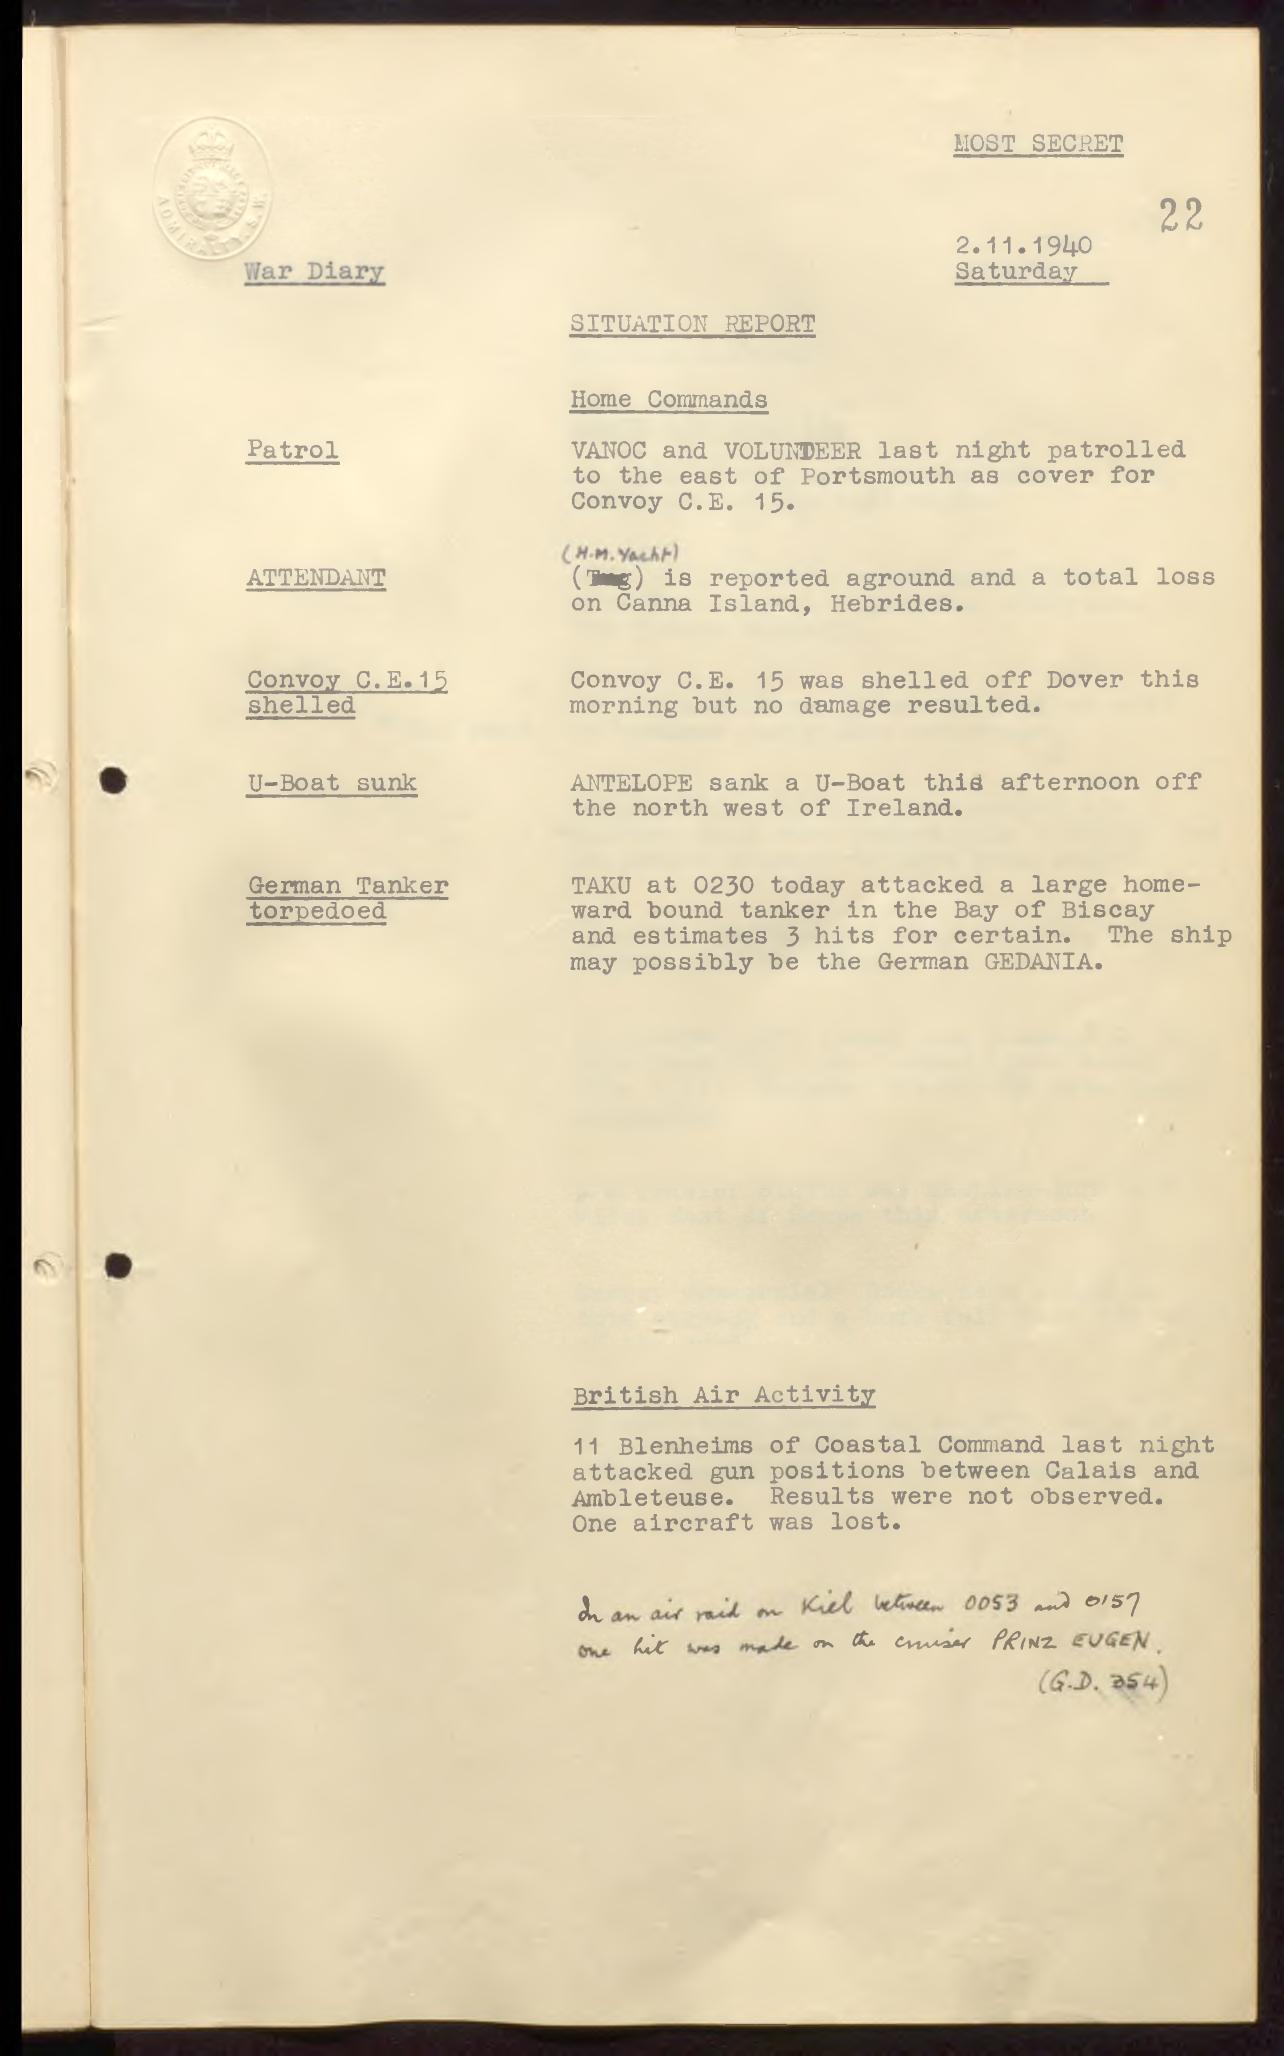 MOST SECRET
22
ADMIRALTY. S.W.
2.11.1940
War Diary
Saturday
SITUATION REPORT
Home Commands
Patrol
VANOC and VOLUNTEER last night patrolled
to the east of Portsmouth as cover for
Convoy C.E. 15.
(H.M. Yacht)
ATTENDANT
(Tug) is reported aground and a total loss
on Canna Island, Hebrides.
Convoy C.E.15
shelled
Convoy C.E. 15 was shelled off Dover this
morning but no damage resulted.
U-Boat sunk
ANTELOPE sank a U-Boat this afternoon off
the north west of Ireland.
German Tanker
torpedoed
TAKU at 0230 today attacked a large home-
ward bound tanker in the Bay of Biscay
and estimates 3 hits for certain. The ship
may possibly be the German GEDANIA.
British Air Activity
11 Blenheims of Coastal Command last night
attacked gun positions between Calais and
Ambleteuse. Results were not observed.
One aircraft was lost.
In an air raid on Kiel between 0053 and 0157
one hit was made on the cruiser PRINZ EUGEN.
(G.D. 354)